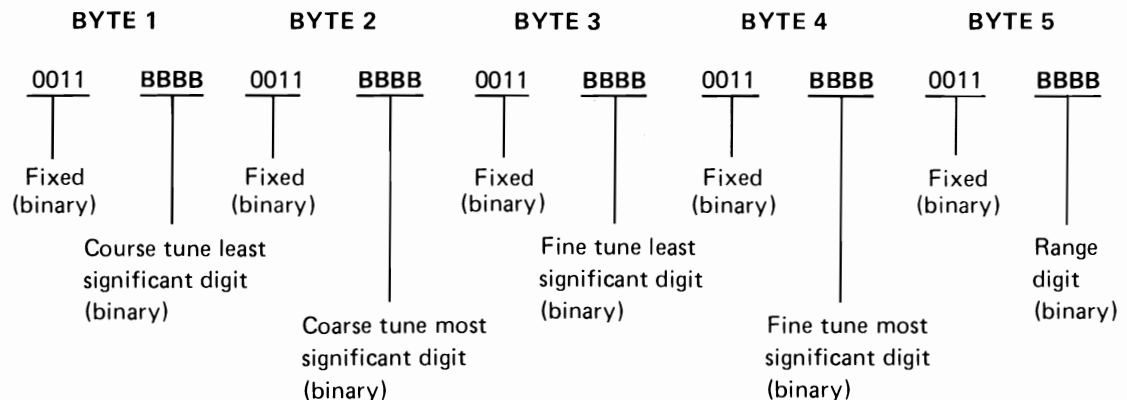 BYTE 1 BYTE 2 BYTE 3 BYTE 4 BYTE 5
0011 BBBB 0011 BBBB 0011 BBBB 0011 BBBB 0011 BBBB
Fixed Fixed Fixed Fixed Fixed
(binary) (binary) (binary) (binary) (binary)
Course tune least
significant digit
(binary)
Coarse tune most
significant digit
(binary)
Fine tune least
significant digit
(binary)
Fine tune most
significant digit
(binary)
Range
digit
(binary)